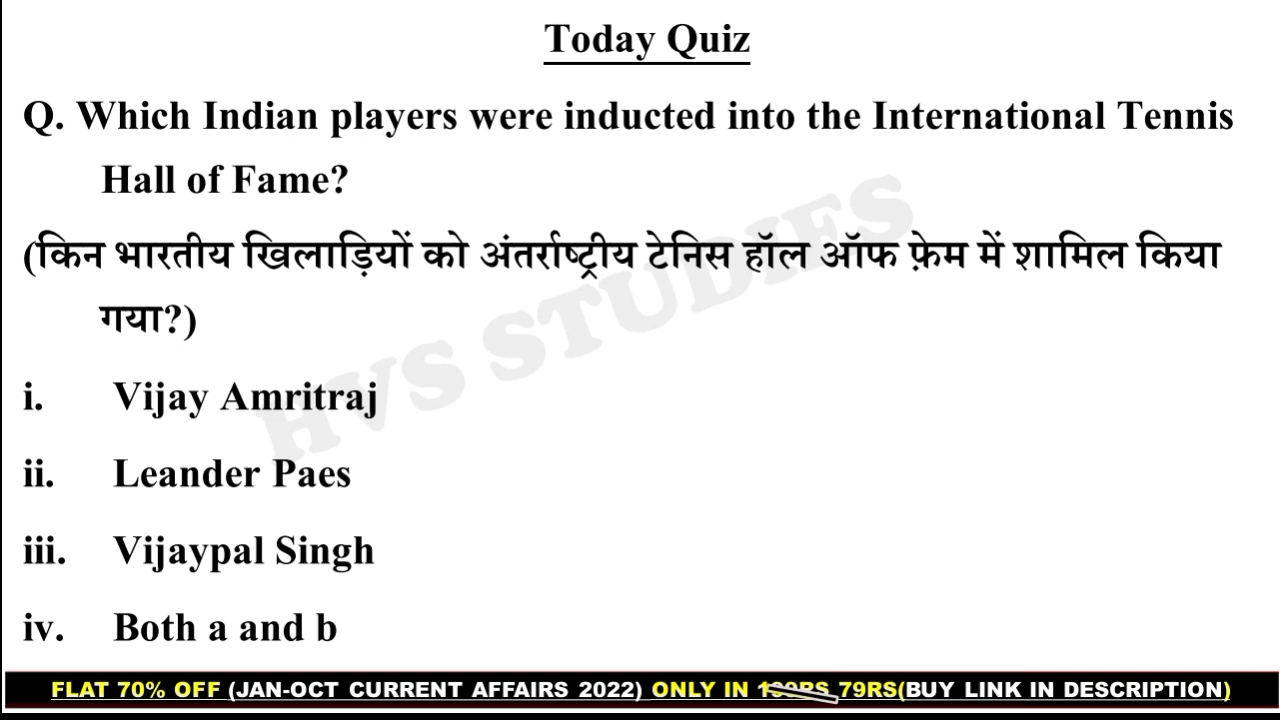 Today Quiz
Q. Which Indian players were inducted into the International Tennis
Hall of Fame?
(किन भारतीय खिलाड़ियों को अंतर्राष्ट्रीय टेनिस हॉल ऑफ फ़ेम में शामिल किया
गया?)
HVS STUDIES
i. Vijay Amritraj
ii. Leander Paes
iii. Vijaypal Singh
iv. Both a and b
FLAT 70% OFF (JAN-OCT CURRENT AFFAIRS 2022) ONLY IN 79RS(BUY LINK IN DESCRIPTION)